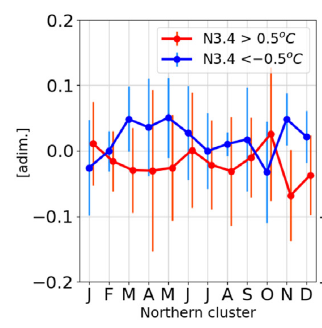 0.2
N3.4 > 0.5°C
N3.4 <−0.5°C
0.1
0.0
−0.1
−0.2
[adim.]
J F M A M J J A S O N D
Northern cluster